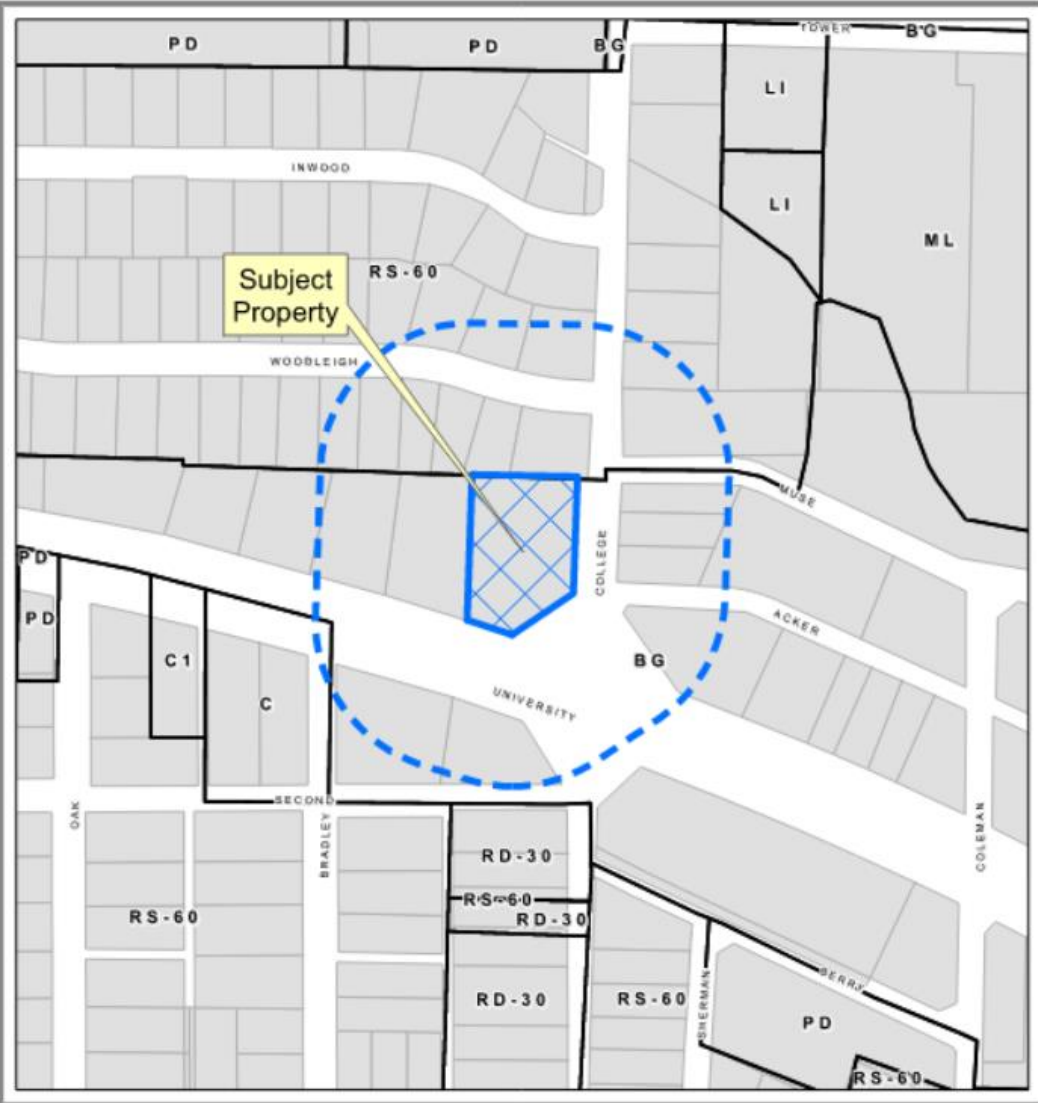 TOWER
BG
PD
PD
BG
LI
INWOOD
LI
ML
RS-60
Subject
Property
WOODLEIGH
MUSE
COLLEGE
PD
PD
ACKER
C1
BG
C
UNIVERSITY
SECOND
OAK
BRADLEY
COLEMAN
RD-30
RS-60
RD-30
RS-60
RD-30
RS-60
SHERMAN
BERRY
PD
RS-60